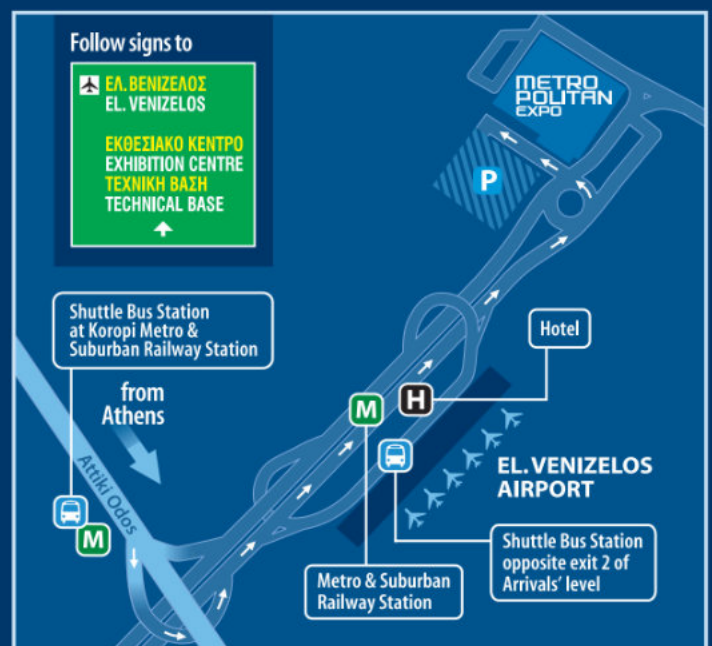 Follow signs to
ΕΛ. ΒΕΝΙΖΕΛΟΣ
EL. VENIZELOS
ΕΚΘΕΣΙΑΚΟ ΚΕΝΤΡΟ
EXHIBITION CENTRE
ΤΕΧΝΙΚΗ ΒΑΣΗ
TECHNICAL BASE
METRO
POLITAN
EXPO
P
Shuttle Bus Station
at Koropi Metro &
Suburban Railway Station
from
Athens
Attiki Odos
M
Hotel
M
H
EL. VENIZELOS
AIRPORT
Metro & Suburban
Railway Station
Shuttle Bus Station
opposite exit 2 of
Arrivals' level